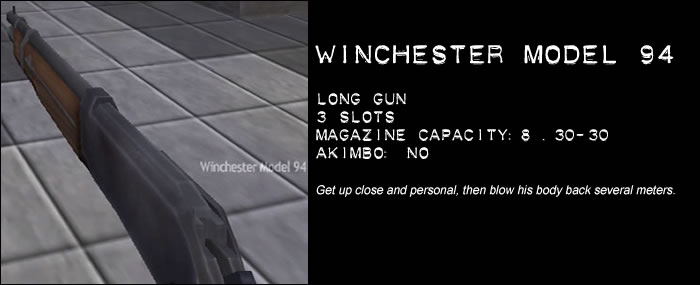 WINCHESTER MODEL 94
LONG GUN
3 SLOTS
MAGAZINE CAPACITY: 8 .30-30
AKIMBO: NO
Winchester Model 94
Get up close and personal, then blow his body back several meters.